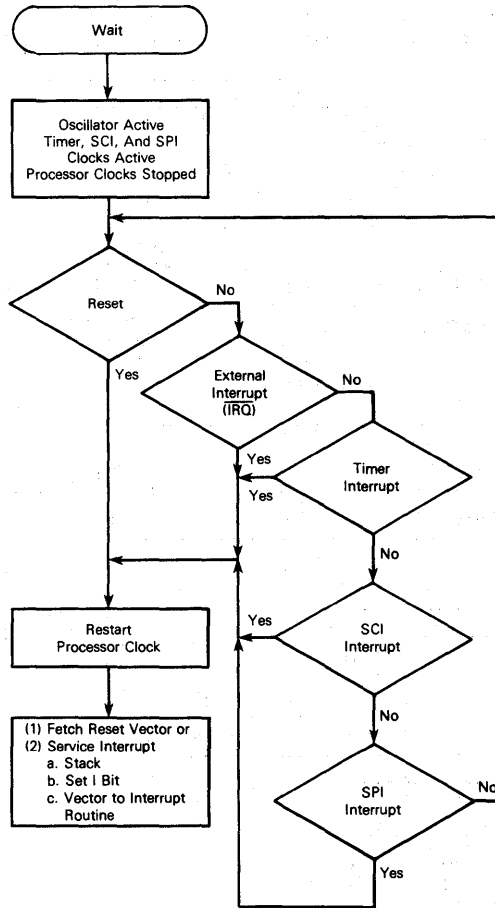 Wait
Oscillator Active
Timer, SCI, And SPI
Clocks Active
Processor Clocks Stopped
Reset
No
Yes
External
Interrupt
(IRQ)
No
Yes
Timer
Interrupt
Yes
No
SCI
Interrupt
Yes
No
SPI
Interrupt
No
Yes
Restart
Processor Clock
(1) Fetch Reset Vector or
(2) Service Interrupt
a. Stack
b. Set I Bit
c. Vector to Interrupt
Routine